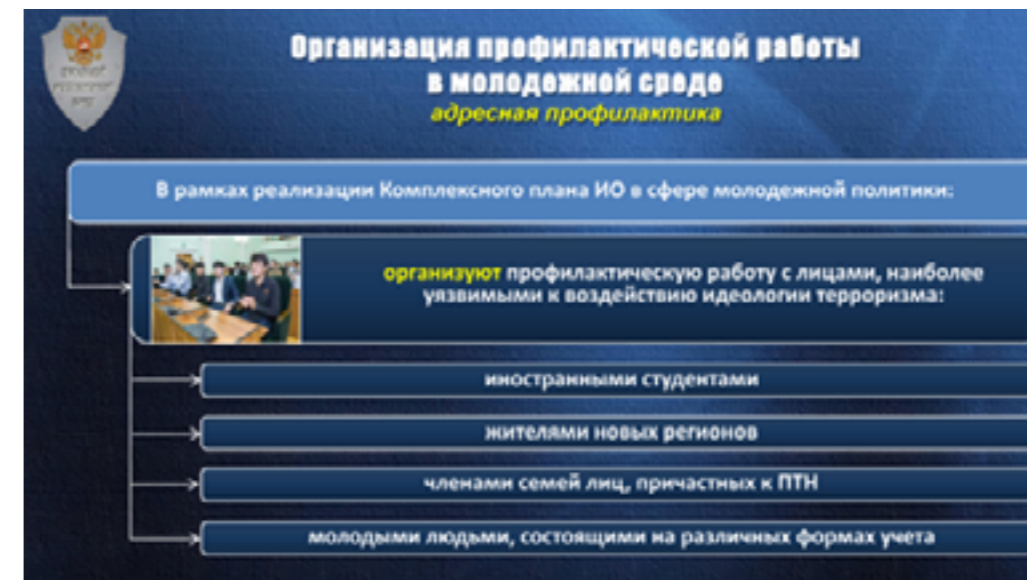 Организация профилактической работы
в молодежной среде
адресная профилактика
В рамках реализации Комплексного плана ИО в сфере молодежной политики:
организуют профилактическую работу с лицами, наиболее
уязвимыми к воздействию идеологии терроризма:
иностранными студентами
жителями новых регионов
членами семей лиц, причастных к ПТН
молодыми людьми, состоящими на различных формах учета